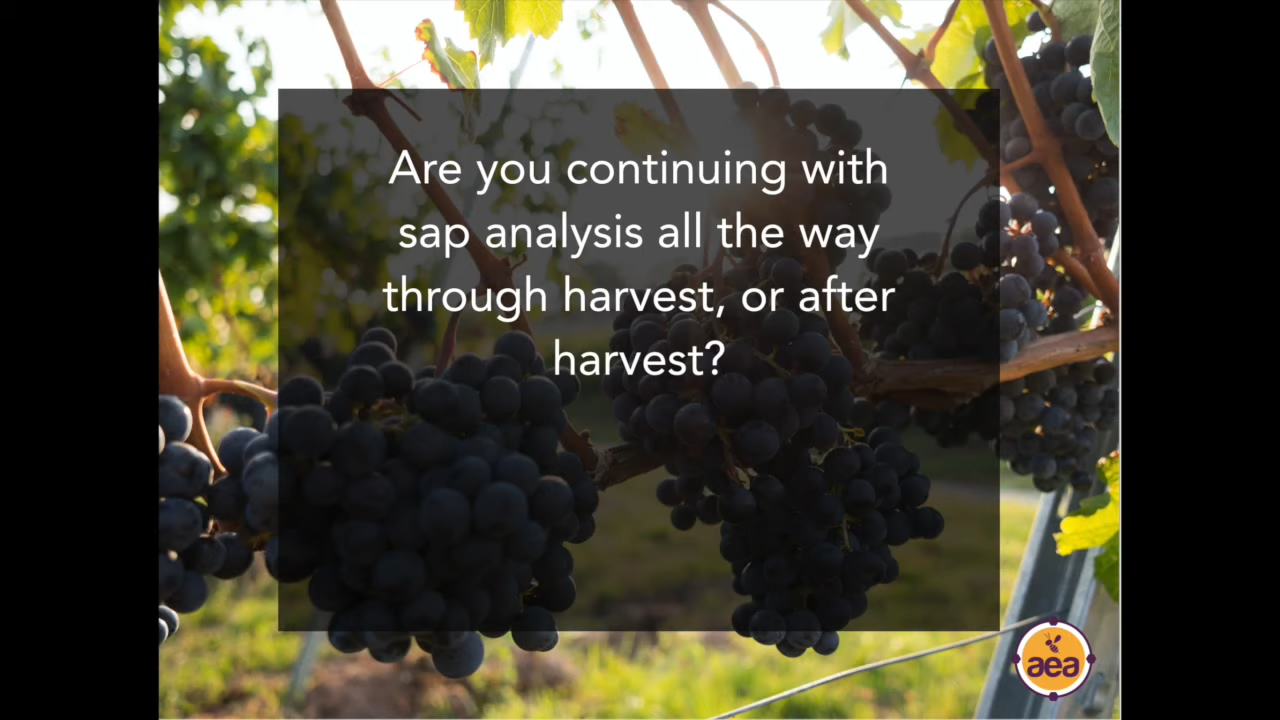 Are you continuing with
sap analysis all the way
through harvest, or after
harvest?
aea